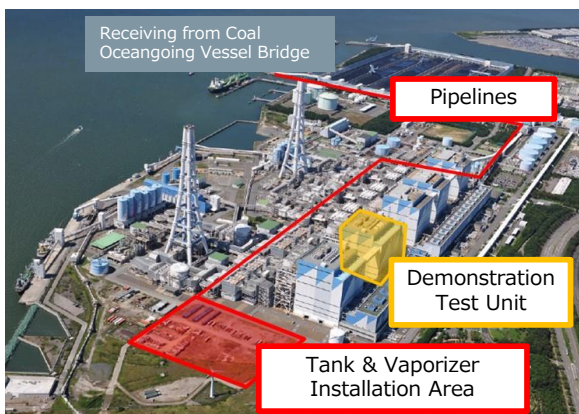 Receiving from Coal
Oceangoing Vessel Bridge
Pipelines
Demonstration
Test Unit
Tank & Vaporizer
Installation Area